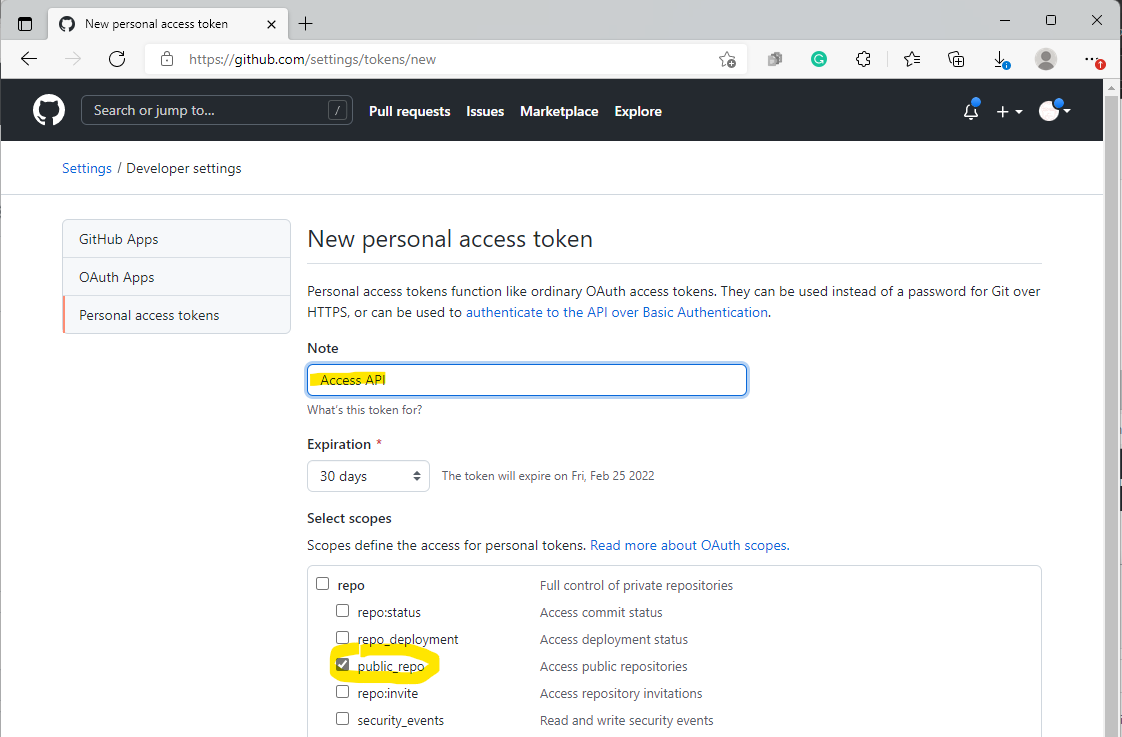 New personal access token
https://github.com/settings/tokens/new
Search or jump to... /
Pull requests Issues Marketplace Explore
Settings / Developer settings
GitHub Apps
OAuth Apps
Personal access tokens
New personal access token
Personal access tokens function like ordinary OAuth access tokens. They can be used instead of a password for Git over
HTTPS, or can be used to authenticate to the API over Basic Authentication.
Note
Access API
What's this token for?
Expiration *
30 days The token will expire on Fri, Feb 25 2022
Select scopes
Scopes define the access for personal tokens. Read more about OAuth scopes.
repo Full control of private repositories
repo:status Access commit status
repo_deployment Access deployment status
public_repo Access public repositories
repo:invite Access repository invitations
security_events Read and write security events